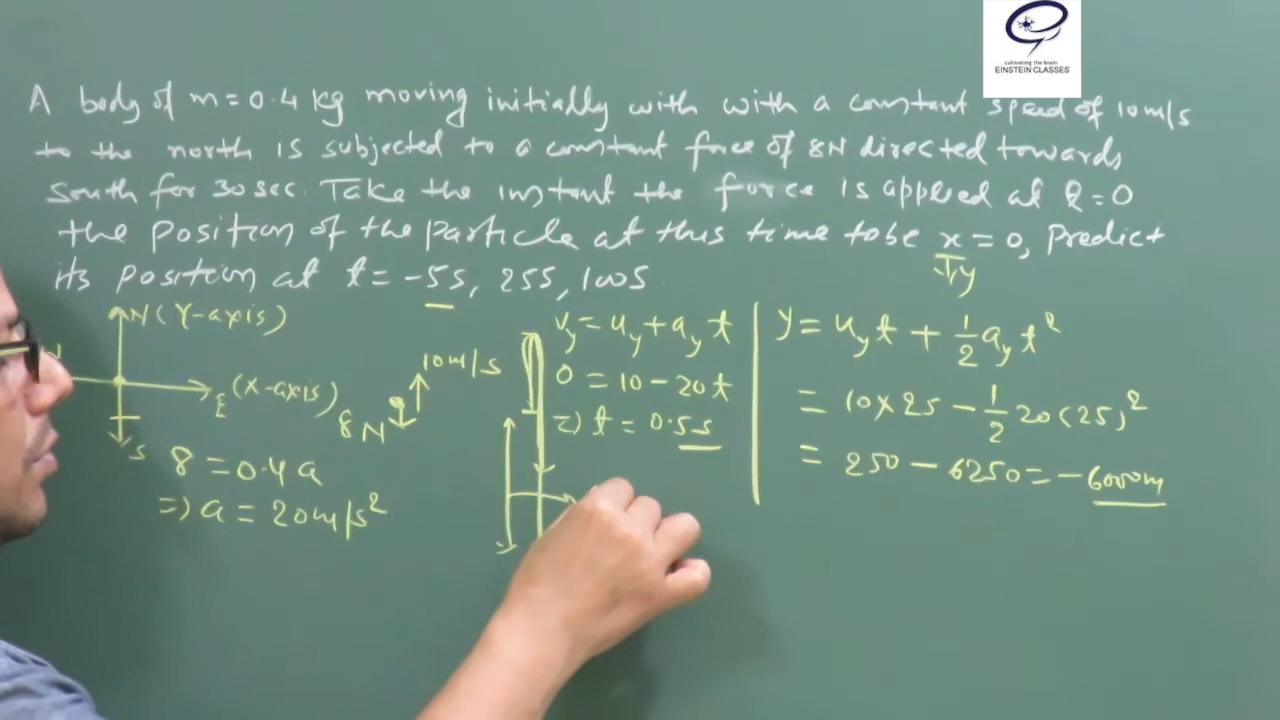 cultivating the brain
EINSTEIN CLASSES
A body of m = 0.4 kg moving initially with with a constant speed of 10 m/s
to the north is subjected to a constant force of 8N directed towards
South for 30 sec. Take the instant the force is applied at t = 0
the position of the particle at this time to be x = 0, predict
its position at t = -5s, 25s, 100s.
y
N (Y-axis)
E (X-axis)
S
10 m/s
8N
8 = 0.4 a
=> a = 20 m/s²
Vy = uy + ay t
0 = 10 - 20t
=> t = 0.5s
y = uy t + 1/2 ay t²
= 10 × 25 - 1/2 20 (25)²
= 250 - 6250 = - 6000m